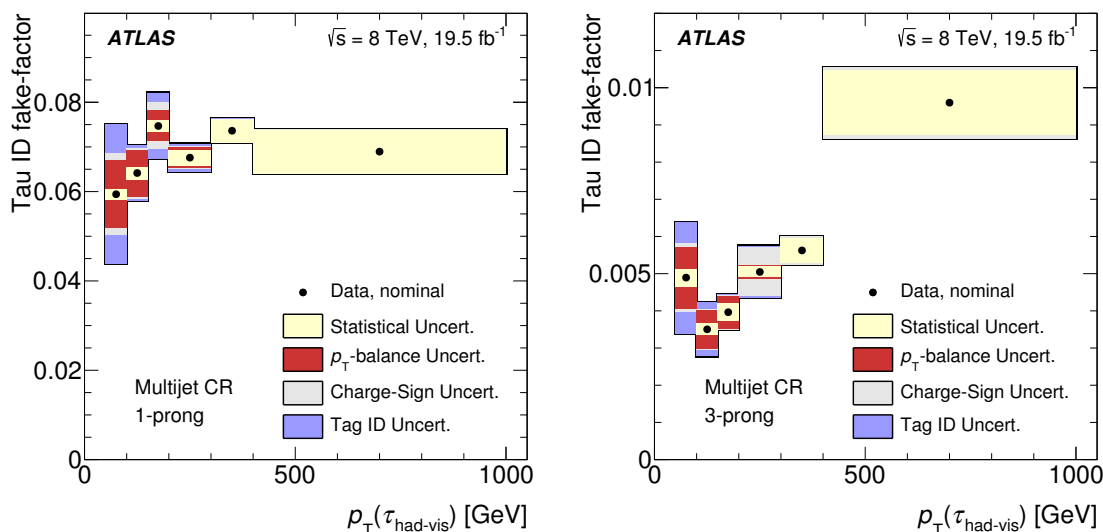 Tau ID fake-factor
ATLAS
√s = 8 TeV, 19.5 fb⁻¹
0.08
0.06
0.04
0.02
0
Data, nominal
Statistical Uncert.
p_T-balance Uncert.
Charge-Sign Uncert.
Tag ID Uncert.
Multijet CR
1-prong
0
500
1000
p_T(τ_had-vis) [GeV]
Tau ID fake-factor
ATLAS
√s = 8 TeV, 19.5 fb⁻¹
0.01
0.005
0
Data, nominal
Statistical Uncert.
p_T-balance Uncert.
Charge-Sign Uncert.
Tag ID Uncert.
Multijet CR
3-prong
0
500
1000
p_T(τ_had-vis) [GeV]